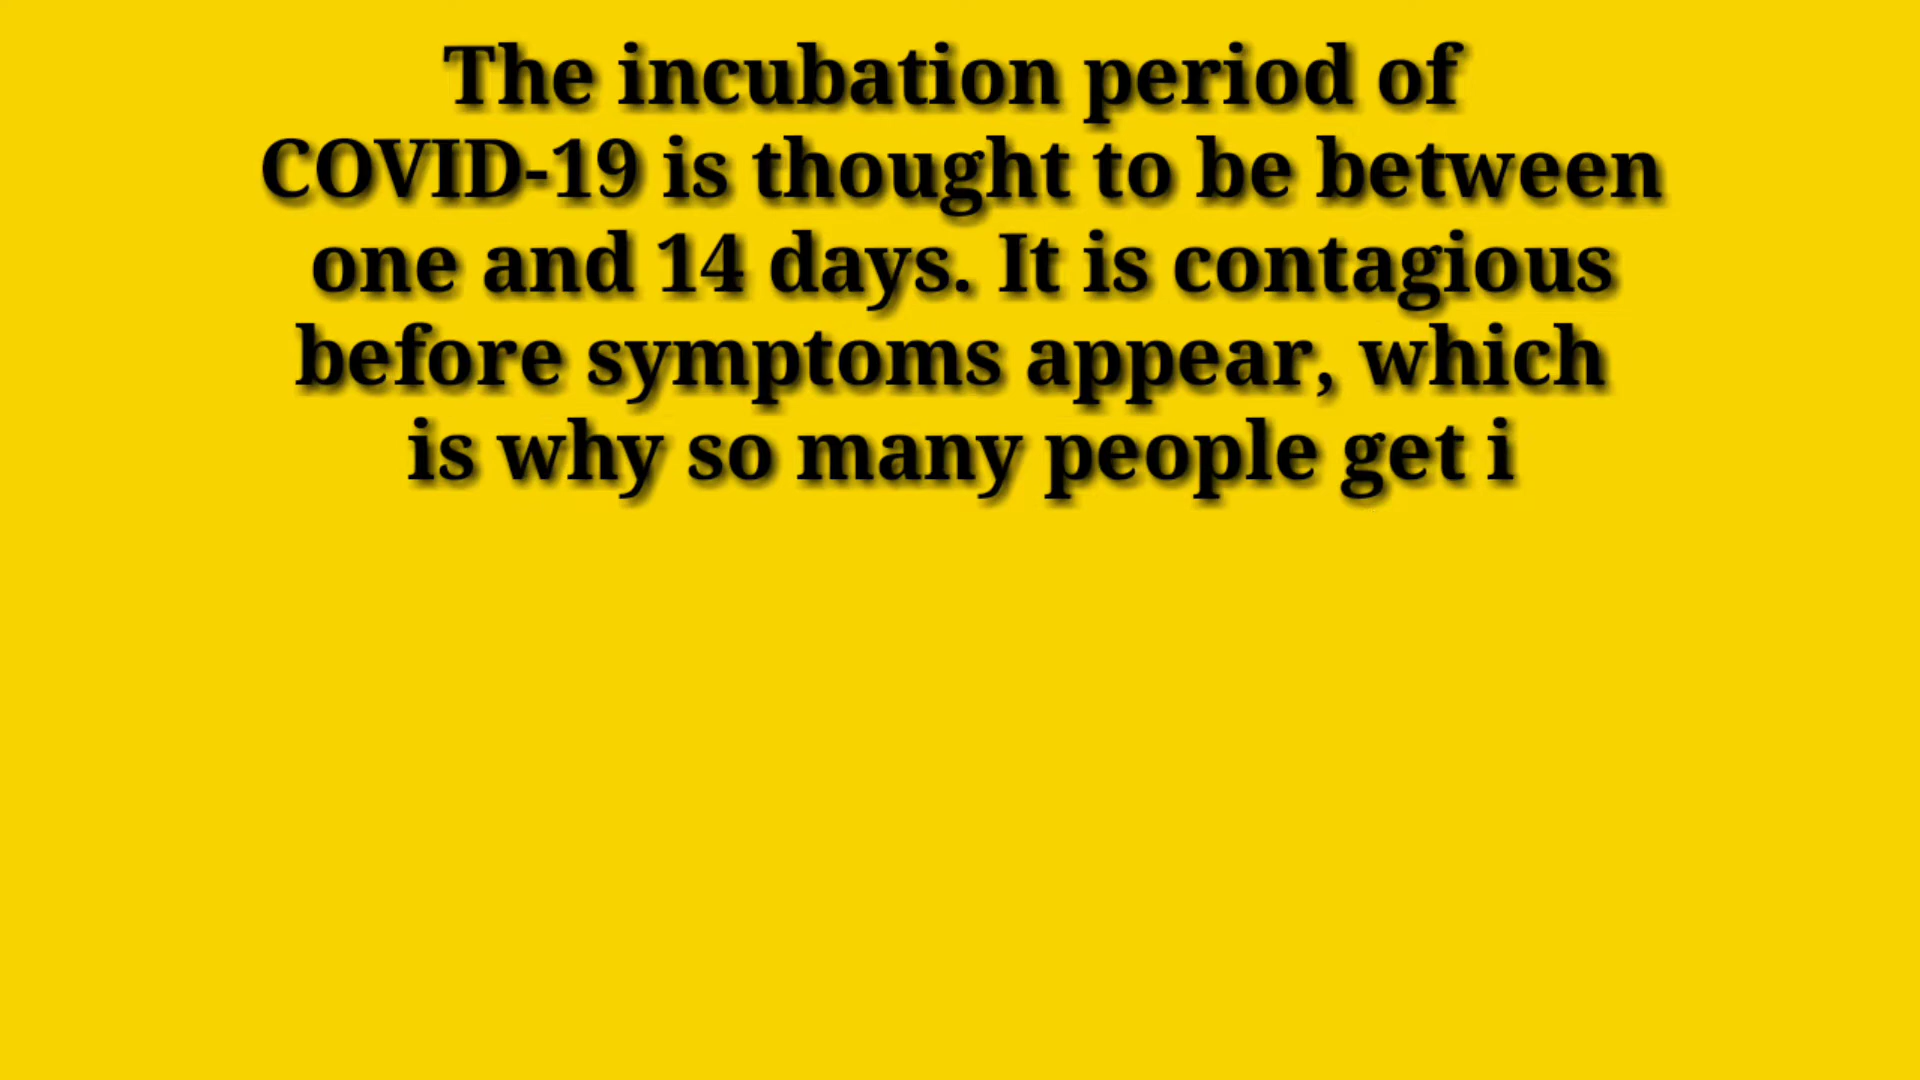 The incubation period of
COVID-19 is thought to be between
one and 14 days. It is contagious
before symptoms appear, which
is why so many people get i